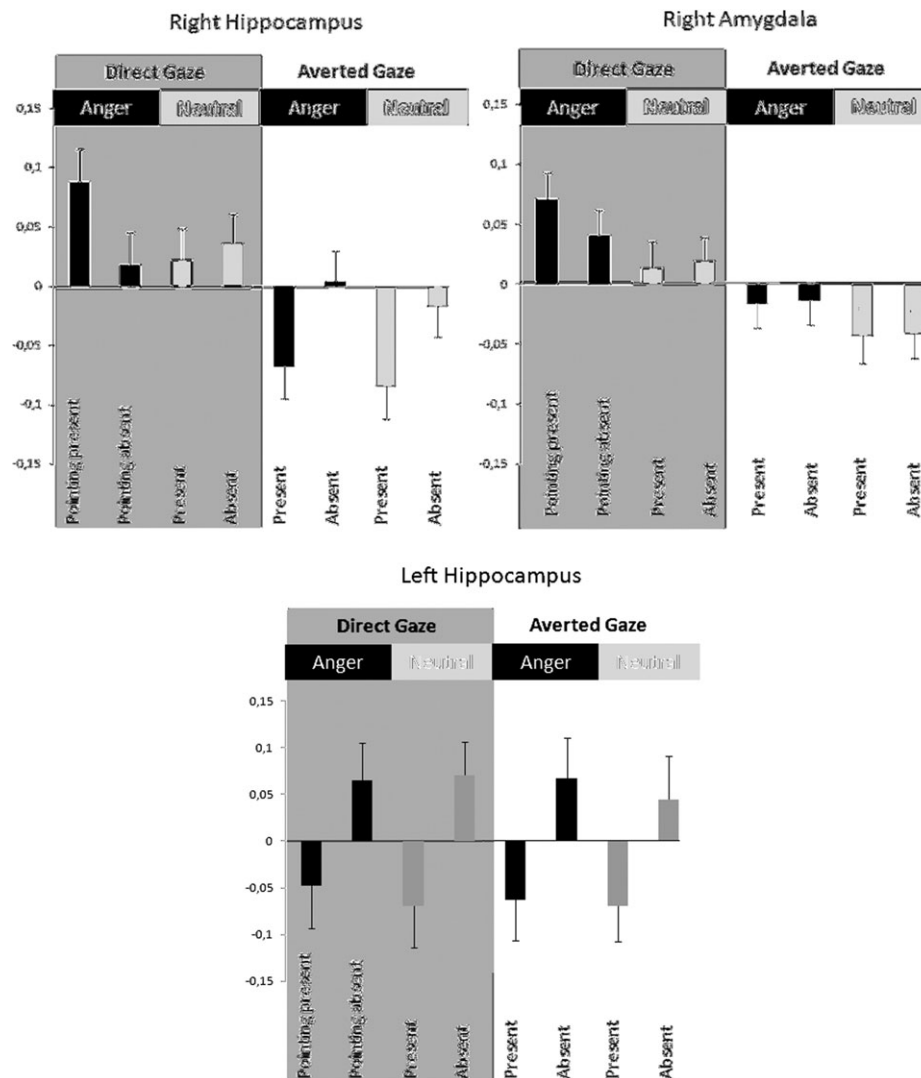 Right Hippocampus
Direct Gaze Averted Gaze
Anger Neutral Anger Neutral
0,15
0,1
0,05
0
-0,05
-0,1
-0,15
Pointing present
Pointing absent
Present
Absent
Present
Absent
Present
Absent
Right Amygdala
Direct Gaze Averted Gaze
Anger Neutral Anger Neutral
0,15
0,1
0,05
0
-0,05
-0,1
-0,15
Pointing present
Pointing absent
Present
Absent
Present
Absent
Present
Absent
Left Hippocampus
Direct Gaze Averted Gaze
Anger Neutral Anger Neutral
0,15
0,1
0,05
0
-0,05
-0,1
-0,15
Pointing present
Pointing absent
Present
Absent
Present
Absent
Present
Absent